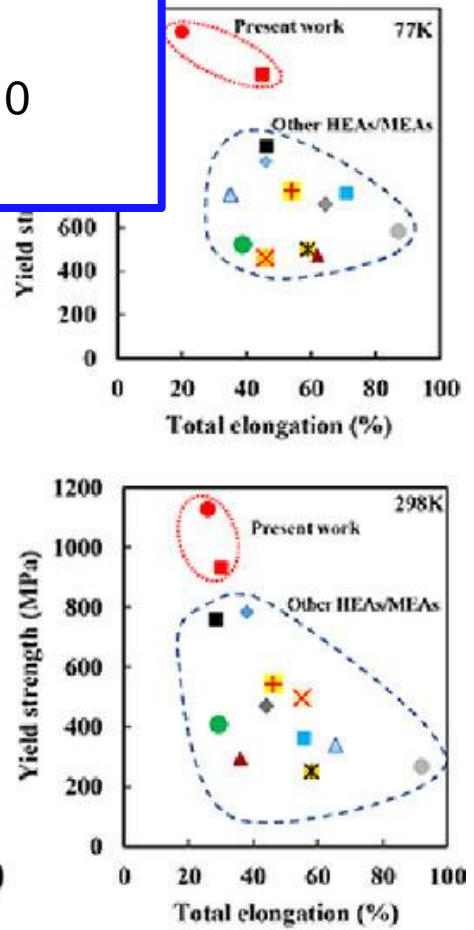 0
Present work
77K
Other HEAs/MEAs
Yield str
600
400
200
0
0 20 40 60 80 100
Total elongation (%)
1200
298K
Present work
1000
Other HEAs/MEAs
800
Yield strength (MPa)
600
400
200
0
)
0 20 40 60 80 100
Total elongation (%)